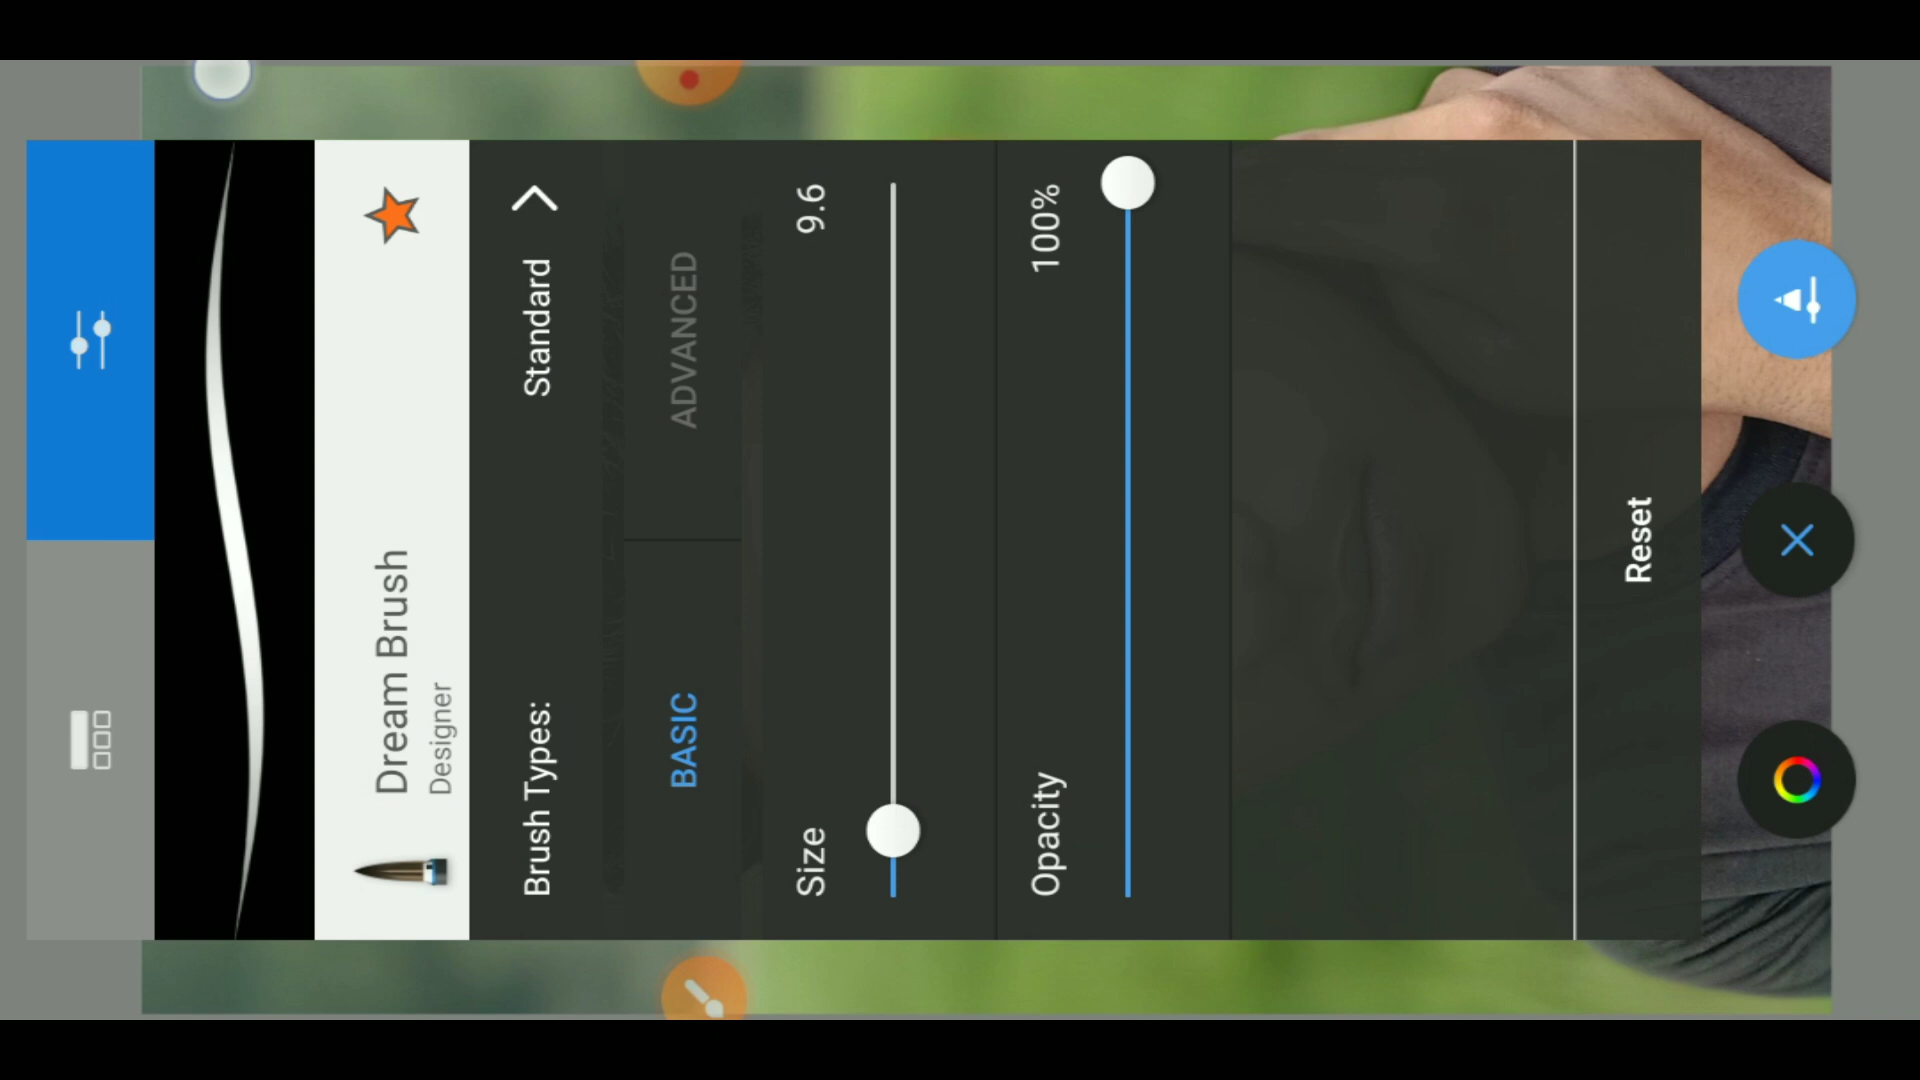 Dream Brush
Designer
Brush Types: Standard
BASIC ADVANCED
Size 9.6
Opacity 100%
Reset